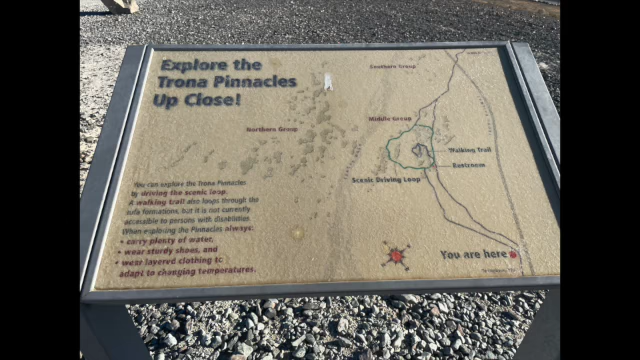 Explore the
Trona Pinnacles
Up Close!
Southern Group
Middle Group
Northern Group
Walking Trail
Restroom
Scenic Driving Loop
You can explore the Trona Pinnacles
by driving the scenic loop.
A walking trail also loops through the
tufa formations, but it is not currently
accessible to persons with disabilities.
When exploring the Pinnacles always:
• carry plenty of water,
• wear sturdy shoes, and
• wear layered clothing to
adapt to changing temperatures.
You are here